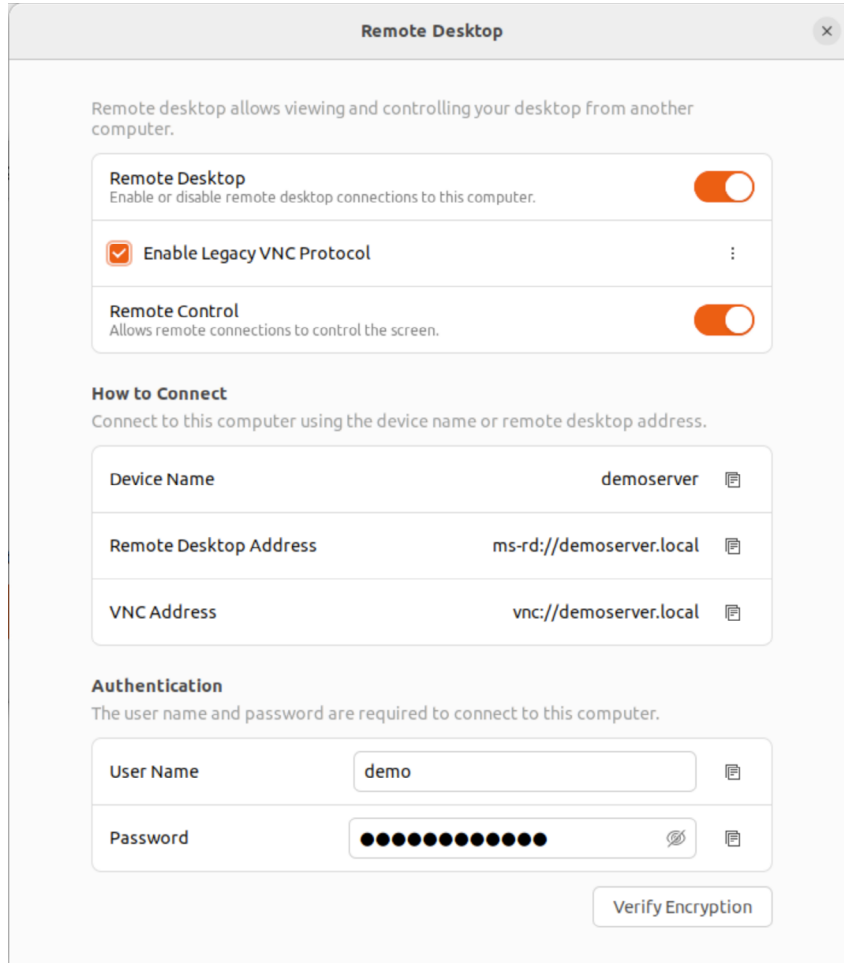 Remote Desktop
Remote desktop allows viewing and controlling your desktop from another
computer.
Remote Desktop
Enable or disable remote desktop connections to this computer.
Enable Legacy VNC Protocol
Remote Control
Allows remote connections to control the screen.
How to Connect
Connect to this computer using the device name or remote desktop address.
Device Name demoserver
Remote Desktop Address ms-rd://demoserver.local
VNC Address vnc://demoserver.local
Authentication
The user name and password are required to connect to this computer.
User Name demo
Password ●●●●●●●●●●●●
Verify Encryption